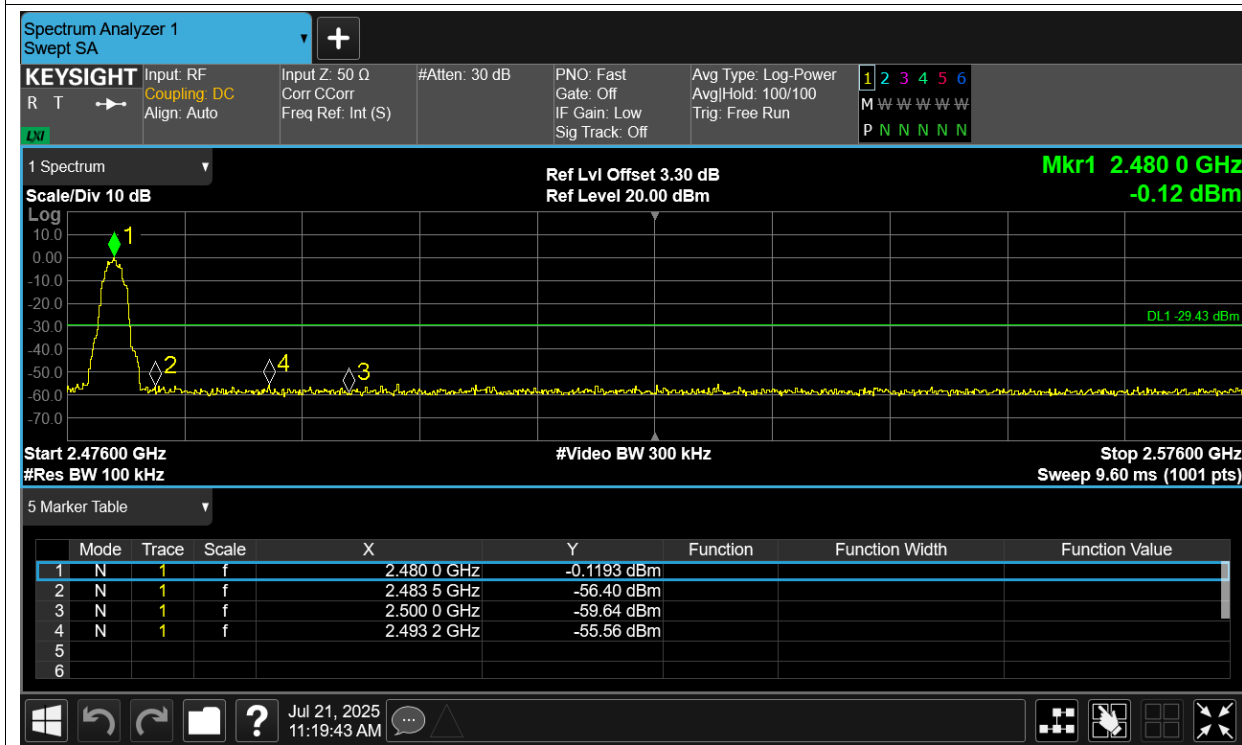 Spectrum Analyzer 1
Swept SA
+
KEYSIGHT
R T
LXI
Input: RF
Coupling: DC
Align: Auto
Input Z: 50 Ω
Corr CCorr
Freq Ref: Int (S)
#Atten: 30 dB
PNO: Fast
Gate: Off
IF Gain: Low
Sig Track: Off
Avg Type: Log-Power
Avg|Hold: 100/100
Trig: Free Run
1 2 3 4 5 6
M W W W W W
P N N N N N
1 Spectrum
Scale/Div 10 dB
Ref Lvl Offset 3.30 dB
Ref Level 20.00 dBm
Mkr1 2.480 0 GHz
-0.12 dBm
Log
10.0
0.00
-10.0
-20.0
-30.0
-40.0
-50.0
-60.0
-70.0
1
2
4
3
DL1 -29.43 dBm
Start 2.47600 GHz
#Res BW 100 kHz
#Video BW 300 kHz
Stop 2.57600 GHz
Sweep 9.60 ms (1001 pts)
5 Marker Table
Mode Trace Scale X Y Function Function Width Function Value
1 N 1 f 2.480 0 GHz -0.1193 dBm
2 N 1 f 2.483 5 GHz -56.40 dBm
3 N 1 f 2.500 0 GHz -59.64 dBm
4 N 1 f 2.493 2 GHz -55.56 dBm
5
6
?
Jul 21, 2025
11:19:43 AM